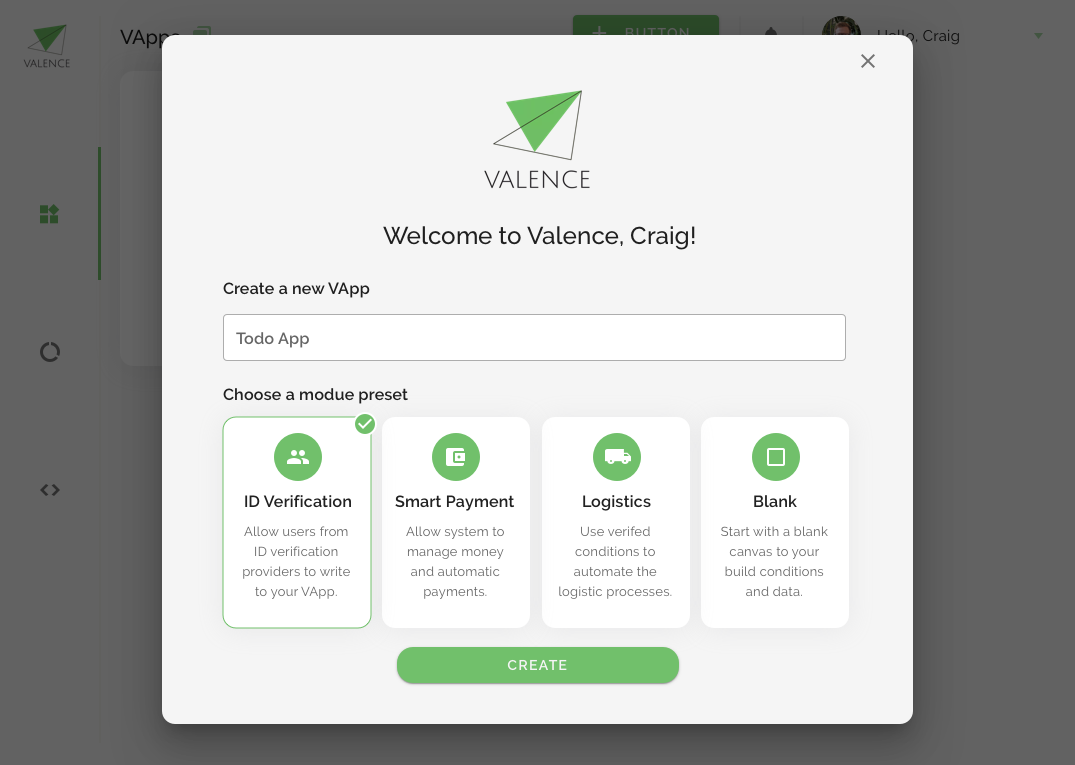 VALENCE
VApps
BUTTON
Hello, Craig
VALENCE
Welcome to Valence, Craig!
Create a new VApp
Todo App
Choose a modue preset
ID Verification
Allow users from
ID verification
providers to write
to your VApp.
Smart Payment
Allow system to
manage money
and automatic
payments.
Logistics
Use verifed
conditions to
automate the
logistic processes.
Blank
Start with a blank
canvas to your
build conditions
and data.
CREATE